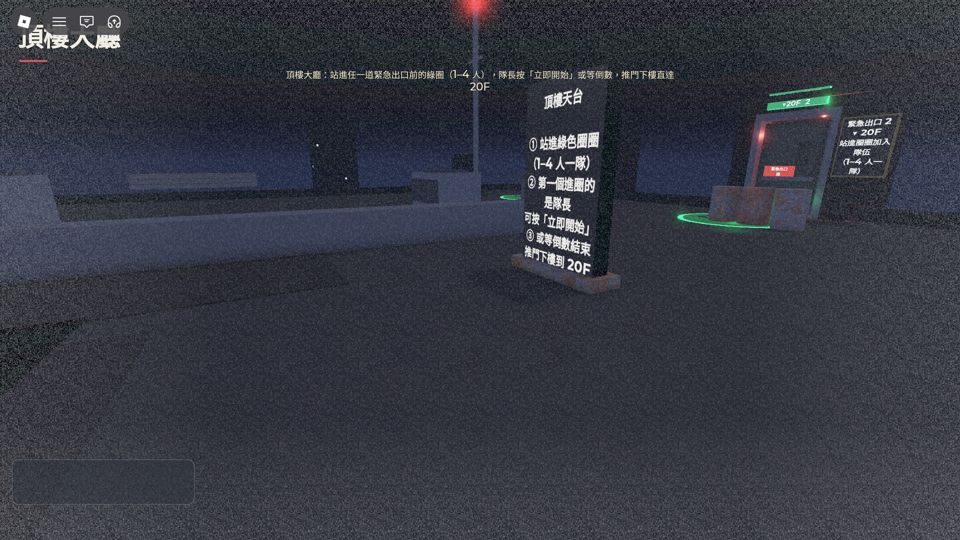 頂樓大廳
頂樓大廳：站進任一道緊急出口前的綠圈（1–4 人），隊長按「立即開始」或等倒數，推門下樓直達
20F
頂樓天台
① 站進綠色圈圈
（1–4 人一隊）
② 第一個進圈的
是隊長
可按「立即開始」
③ 或等倒數結束
推門下樓到 20F
▼20F 2
緊急出口
緊急出口 2
▼ 20F
站進圈圈加入
隊伍
（1–4 人一
隊）